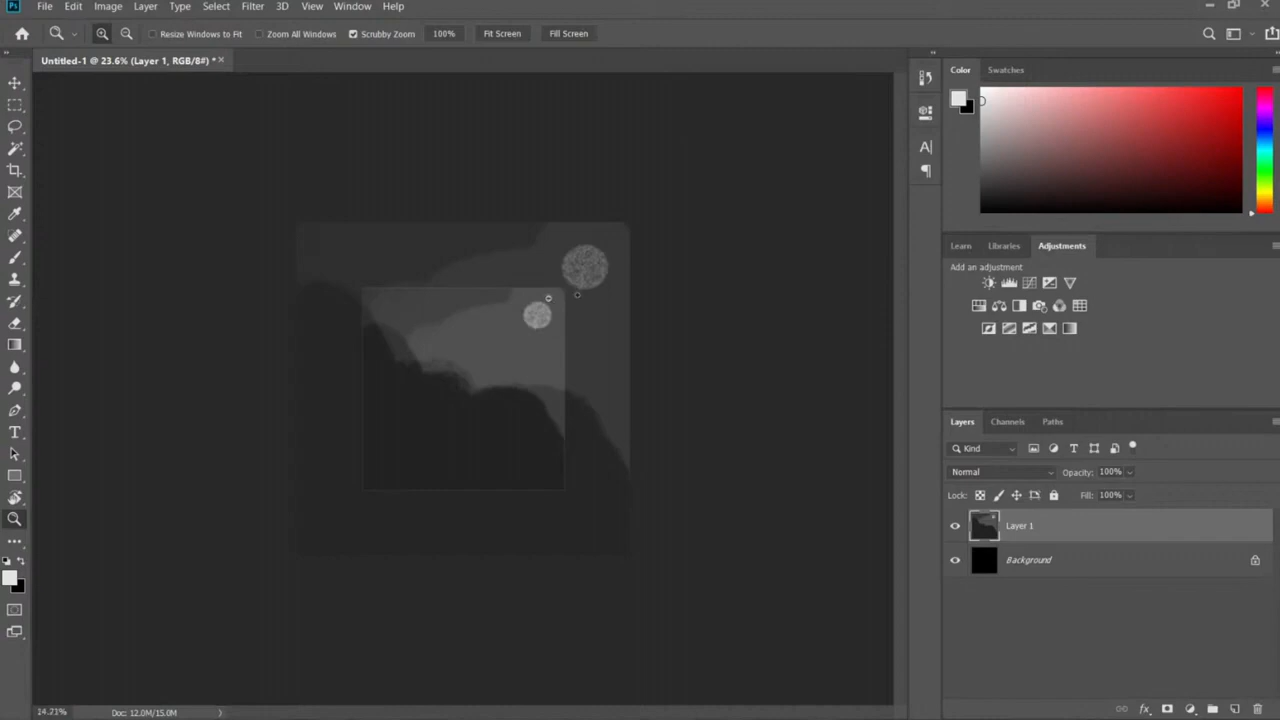 Ps File Edit Image Layer Type Select Filter 3D View Window Help
Resize Windows to Fit Zoom All Windows Scrubby Zoom 100% Fit Screen Fill Screen
Untitled-1 @ 23.6% (Layer 1, RGB/8#) *
Color Swatches
Learn Libraries Adjustments
Add an adjustment
Layers Channels Paths
Kind
Normal Opacity: 100%
Lock: Fill: 100%
Layer 1
Background
14.21% Doc: 12.0M/15.0M